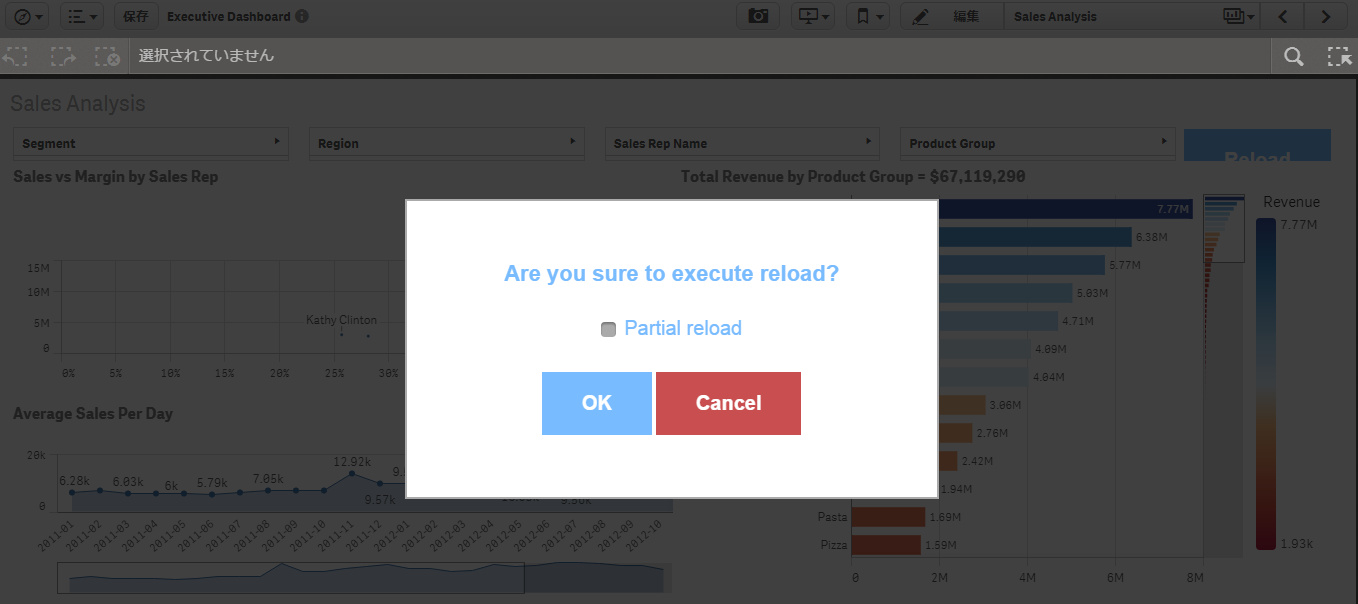 保存 Executive Dashboard
編集 Sales Analysis
選択されていません
Sales Analysis
Segment Region Sales Rep Name Product Group Reload
Sales vs Margin by Sales Rep
15M
10M
5M
0
Kathy Clinton
0% 5% 10% 15% 20% 25% 30%
Average Sales Per Day
20k
0
6.28k 6.03k 6k 5.79k 7.05k 12.92k 9.57k
2011-01 2011-02 2011-03 2011-04 2011-05 2011-06 2011-07 2011-08 2011-09 2011-10 2011-11 2011-12 2012-01 2012-02 2012-03 2012-04 2012-05 2012-06 2012-07 2012-08 2012-09 2012-10
Total Revenue by Product Group = $67,119,290
7.77M
6.38M
5.77M
5.03M
4.71M
4.09M
4.04M
3.06M
2.76M
2.42M
1.94M
Pasta 1.69M
Pizza 1.59M
0 2M 4M 6M 8M
Revenue
7.77M
1.93k
Are you sure to execute reload?
Partial reload
OK Cancel